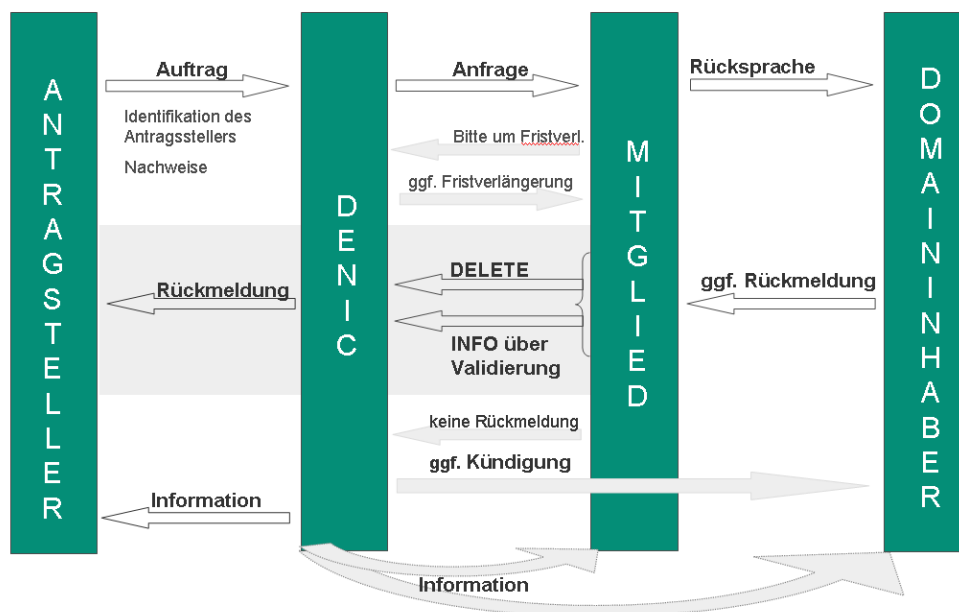 ANTRAGSTELLER
DENIC
MITGLIED
DOMAININHABER
Auftrag
Identifikation des
Antragsstellers
Nachweise
Anfrage
Rücksprache
Bitte um Fristverl.
ggf. Fristverlängerung
DELETE
Rückmeldung
ggf. Rückmeldung
INFO über
Validierung
keine Rückmeldung
ggf. Kündigung
Information
Information